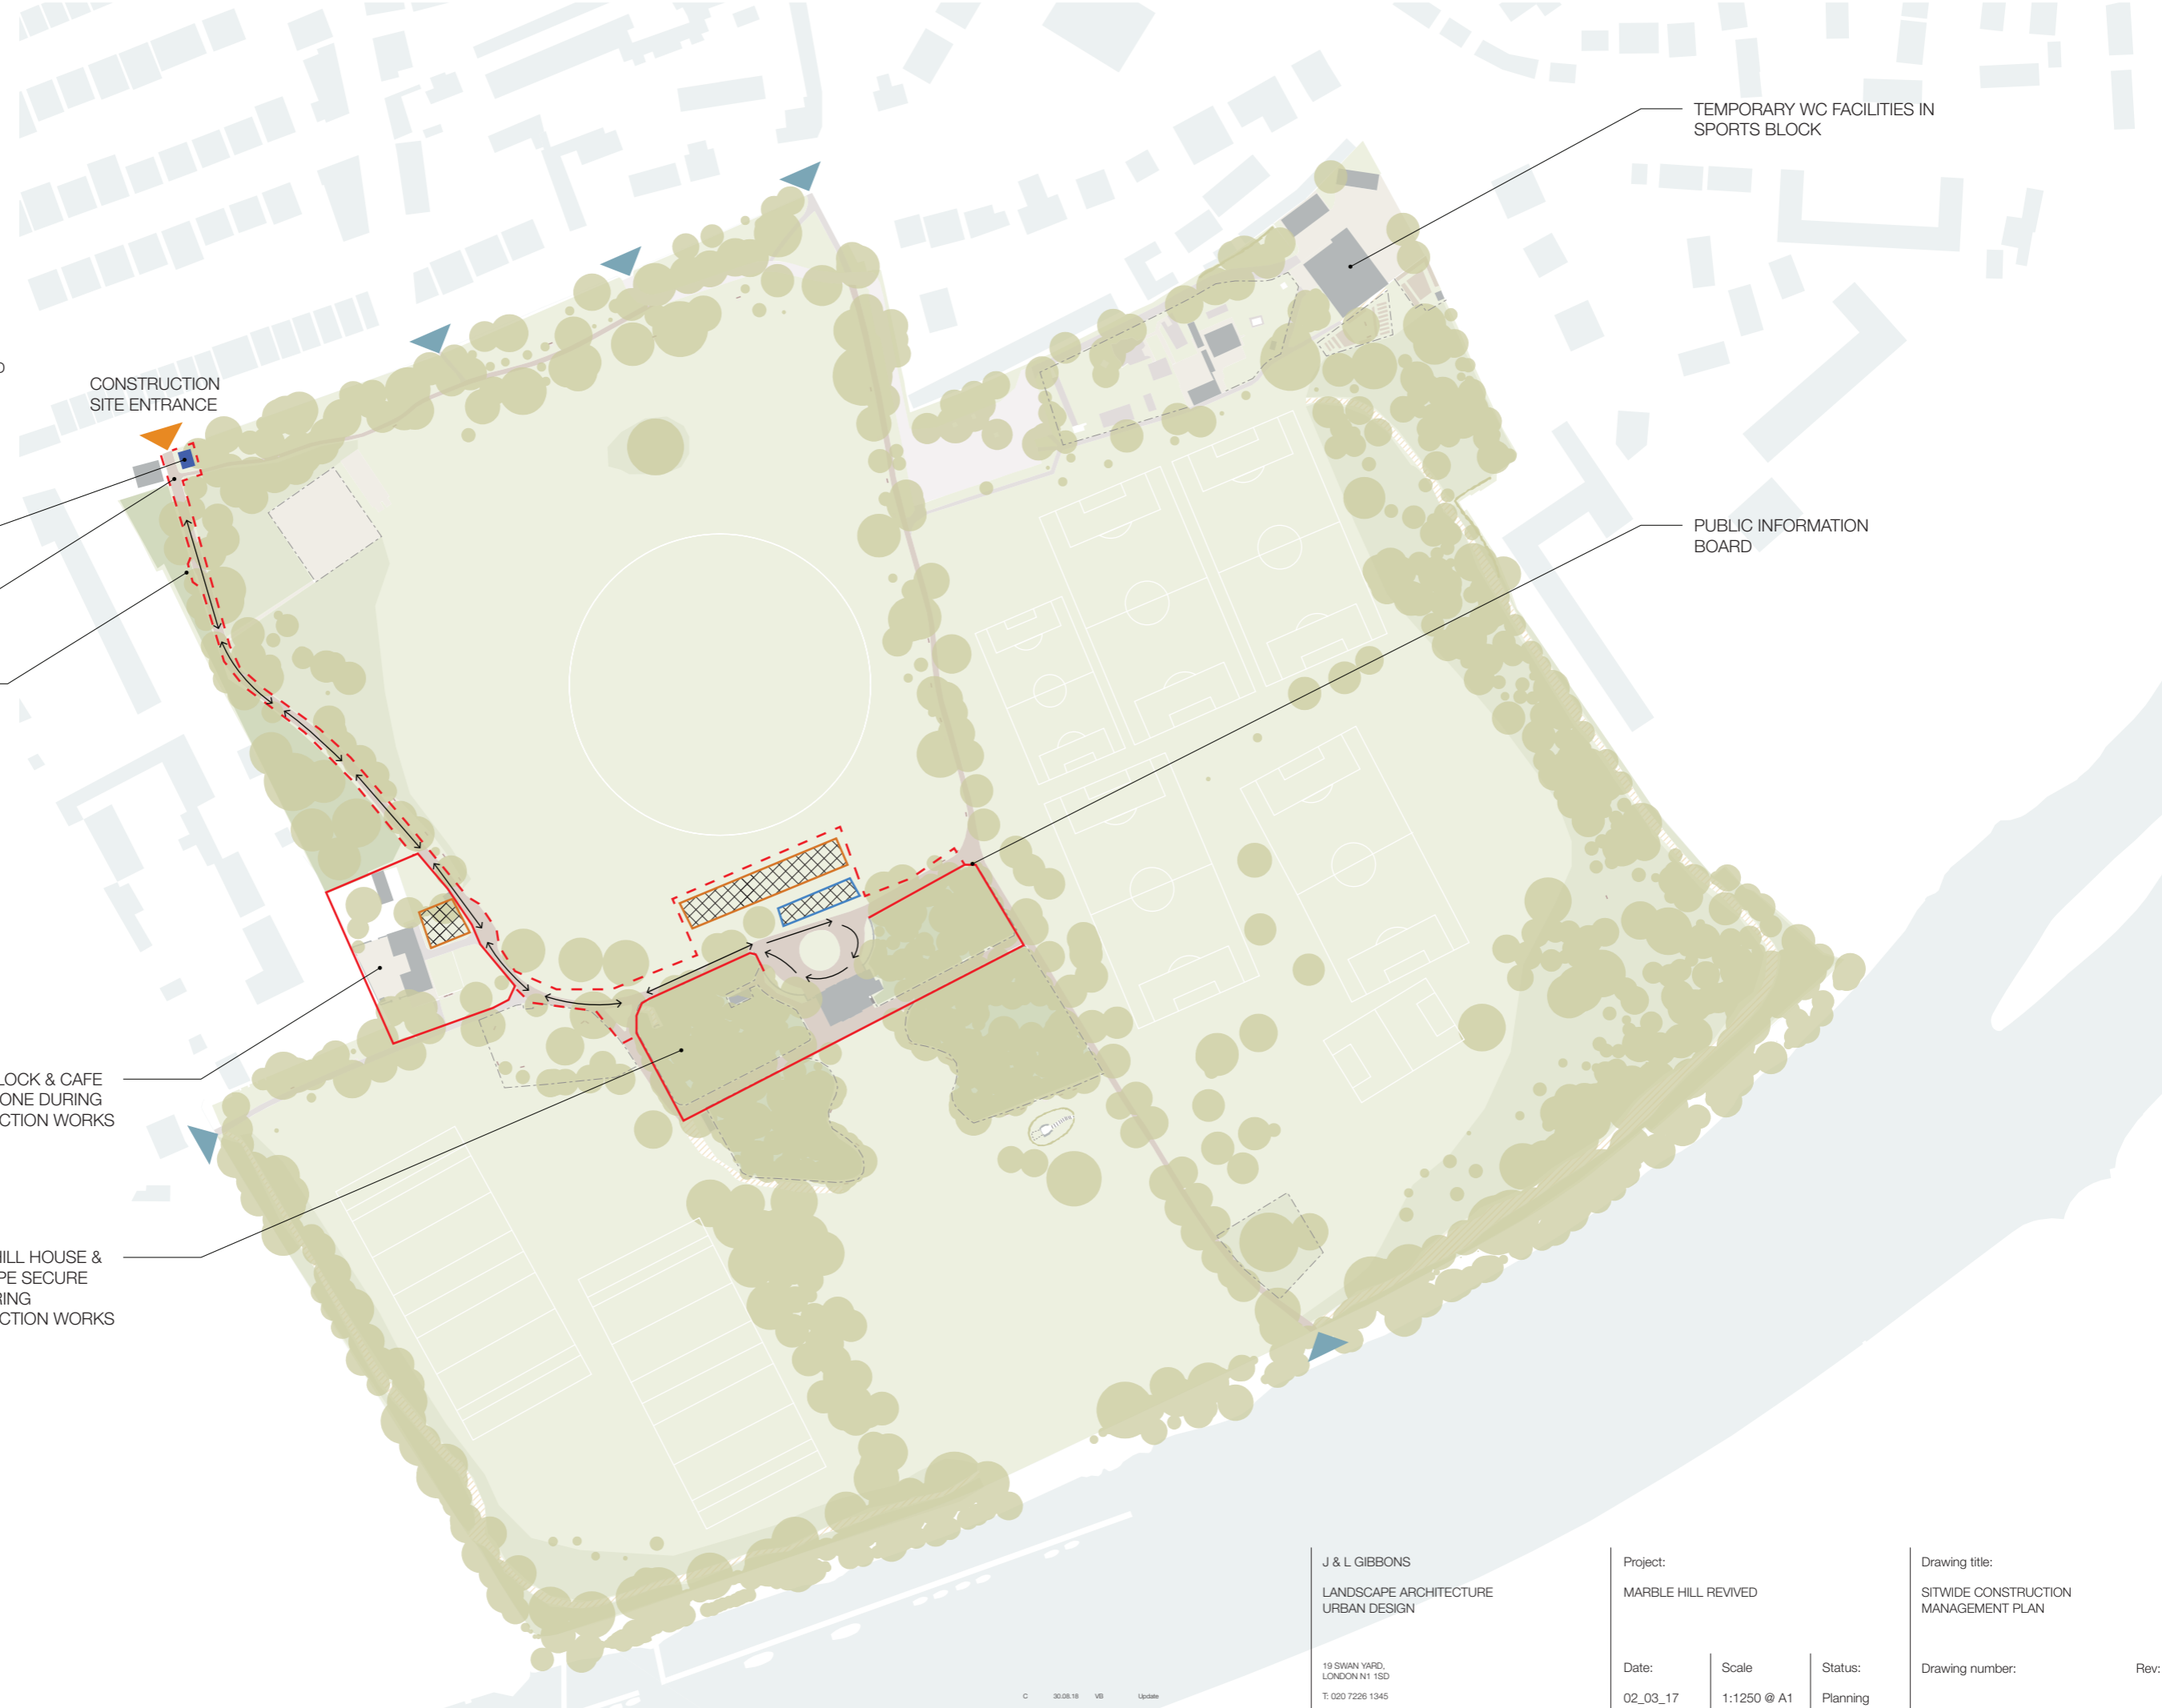 TEMPORARY WC FACILITIES IN
SPORTS BLOCK
CONSTRUCTION
SITE ENTRANCE
PUBLIC INFORMATION
BOARD
LOCK & CAFE
ONE DURING
CTION WORKS
HILL HOUSE &
PE SECURE
RING
CTION WORKS
J & L GIBBONS
LANDSCAPE ARCHITECTURE
URBAN DESIGN
19 SWAN YARD,
LONDON N1 1SD
T: 020 7226 1345
Project:
MARBLE HILL REVIVED
Date:
02_03_17
Scale
1:1250 @ A1
Status:
Planning
Drawing title:
SITWIDE CONSTRUCTION
MANAGEMENT PLAN
Drawing number:
Rev:
C 30.08.18 VB Update